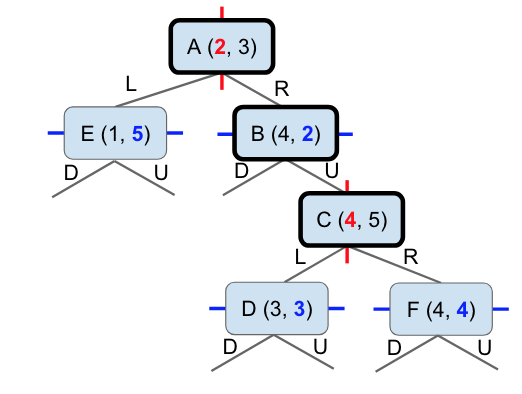 A (2, 3)
L R
E (1, 5) B (4, 2)
D U D U
C (4, 5)
L R
D (3, 3) F (4, 4)
D U D U